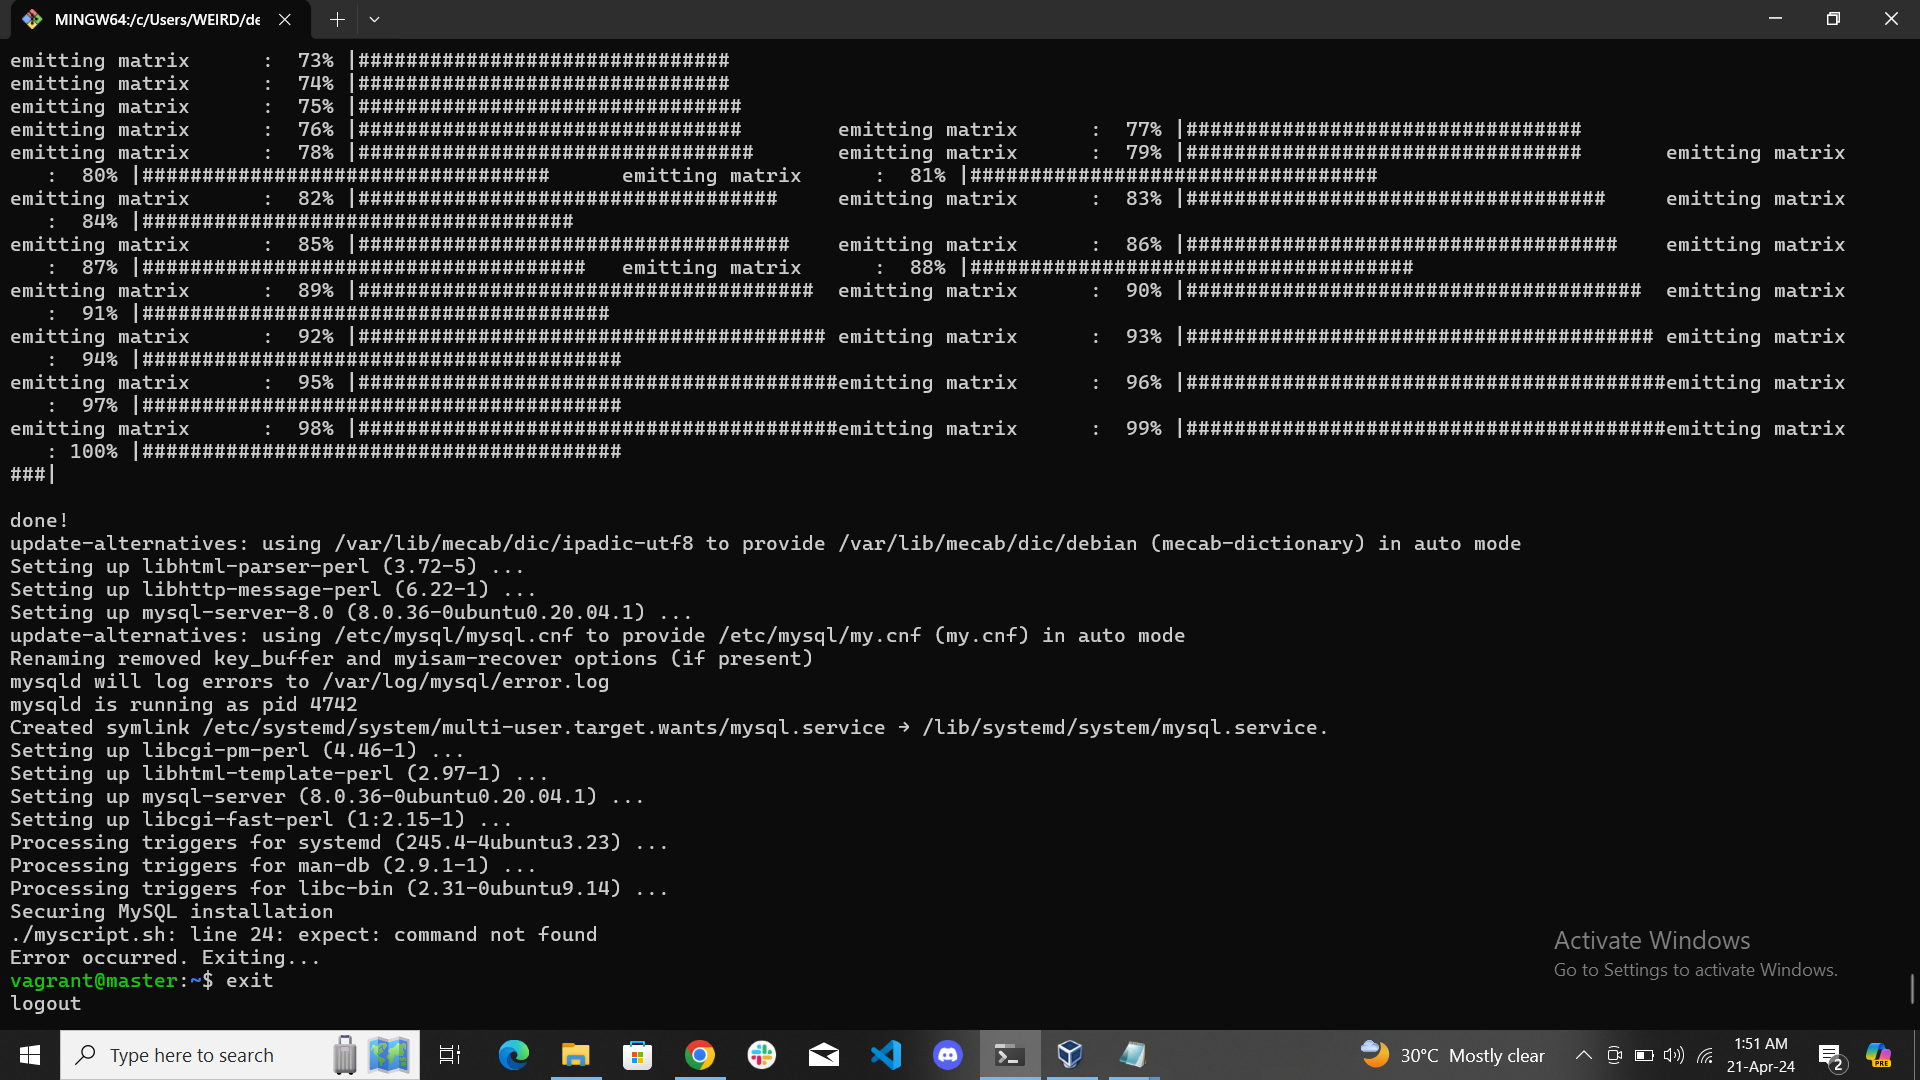 MINGW64:/c/Users/WEIRD/de
emitting matrix      :  73% |###############################
emitting matrix      :  74% |###############################
emitting matrix      :  75% |################################
emitting matrix      :  76% |################################        emitting matrix      :  77% |#################################
emitting matrix      :  78% |#################################       emitting matrix      :  79% |#################################       emitting matrix
   :  80% |##################################      emitting matrix      :  81% |##################################
emitting matrix      :  82% |###################################     emitting matrix      :  83% |###################################     emitting matrix
   :  84% |####################################
emitting matrix      :  85% |####################################    emitting matrix      :  86% |####################################    emitting matrix
   :  87% |#####################################   emitting matrix      :  88% |#####################################
emitting matrix      :  89% |######################################  emitting matrix      :  90% |######################################  emitting matrix
   :  91% |#######################################
emitting matrix      :  92% |####################################### emitting matrix      :  93% |####################################### emitting matrix
   :  94% |########################################
emitting matrix      :  95% |########################################emitting matrix      :  96% |########################################emitting matrix
   :  97% |########################################
emitting matrix      :  98% |########################################emitting matrix      :  99% |########################################emitting matrix
   : 100% |########################################
###|
done!
update-alternatives: using /var/lib/mecab/dic/ipadic-utf8 to provide /var/lib/mecab/dic/debian (mecab-dictionary) in auto mode
Setting up libhtml-parser-perl (3.72-5) ...
Setting up libhttp-message-perl (6.22-1) ...
Setting up mysql-server-8.0 (8.0.36-0ubuntu0.20.04.1) ...
update-alternatives: using /etc/mysql/mysql.cnf to provide /etc/mysql/my.cnf (my.cnf) in auto mode
Renaming removed key_buffer and myisam-recover options (if present)
mysqld will log errors to /var/log/mysql/error.log
mysqld is running as pid 4742
Created symlink /etc/systemd/system/multi-user.target.wants/mysql.service → /lib/systemd/system/mysql.service.
Setting up libcgi-pm-perl (4.46-1) ...
Setting up libhtml-template-perl (2.97-1) ...
Setting up mysql-server (8.0.36-0ubuntu0.20.04.1) ...
Setting up libcgi-fast-perl (1:2.15-1) ...
Processing triggers for systemd (245.4-4ubuntu3.23) ...
Processing triggers for man-db (2.9.1-1) ...
Processing triggers for libc-bin (2.31-0ubuntu9.14) ...
Securing MySQL installation
./myscript.sh: line 24: expect: command not found
Error occurred. Exiting...
vagrant@master:~$ exit
logout
Activate Windows
Go to Settings to activate Windows.
Type here to search
30°C Mostly clear
1:51 AM
21-Apr-24
2
PRE